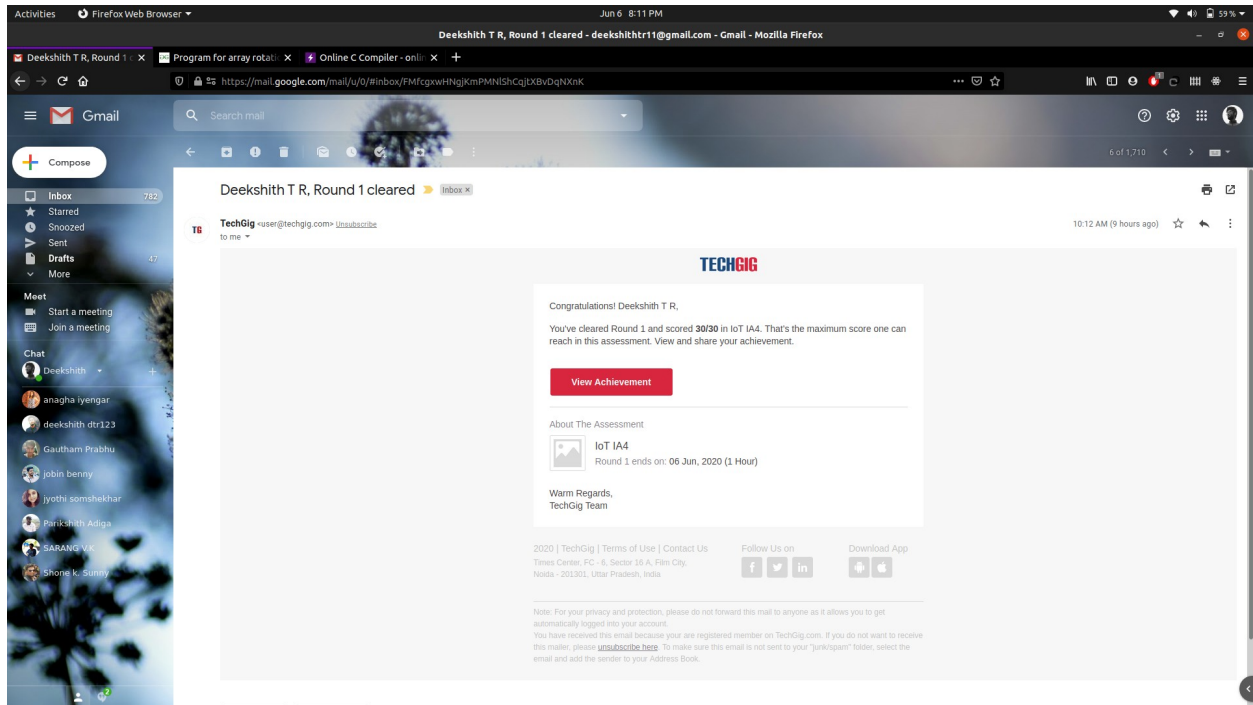 Activities
Firefox Web Browser
Jun 6 8:11 PM
59 %
Deekshith T R, Round 1 cleared - deekshithtr11@gmail.com - Gmail - Mozilla Firefox
Deekshith T R, Round 1 c
Program for array rotatic
Online C Compiler - onlin
https://mail.google.com/mail/u/0/#inbox/FMfcgxwHNgjKmPMNlShCqjtXBvDqNXnK
Gmail
Search mail
Compose
6 of 1,710
Inbox 782
Starred
Snoozed
Sent
Drafts 47
More
Meet
Start a meeting
Join a meeting
Chat
Deekshith
anagha iyengar
deekshith dtr123
Gautham Prabhu
jobin benny
jyothi somshekhar
Parikshith Adiga
SARANG V.K
Shone k. Sunny
2
Deekshith T R, Round 1 cleared
Inbox ×
TG
TechGig <user@techgig.com> Unsubscribe
to me
10:12 AM (9 hours ago)
TECHGIG
Congratulations! Deekshith T R,
You've cleared Round 1 and scored 30/30 in IoT IA4. That's the maximum score one can
reach in this assessment. View and share your achievement.
View Achievement
About The Assessment
IoT IA4
Round 1 ends on: 06 Jun, 2020 (1 Hour)
Warm Regards,
TechGig Team
2020 | TechGig | Terms of Use | Contact Us
Times Center, FC - 6, Sector 16 A, Film City,
Noida - 201301, Uttar Pradesh, India
Follow Us on
Download App
Note: For your privacy and protection, please do not forward this mail to anyone as it allows you to get
automatically logged into your account.
You have received this email because your are registered member on TechGig.com. If you do not want to receive
this mailer, please unsubscribe here. To make sure this email is not sent to your "junk/spam" folder, select the
email and add the sender to your Address Book.